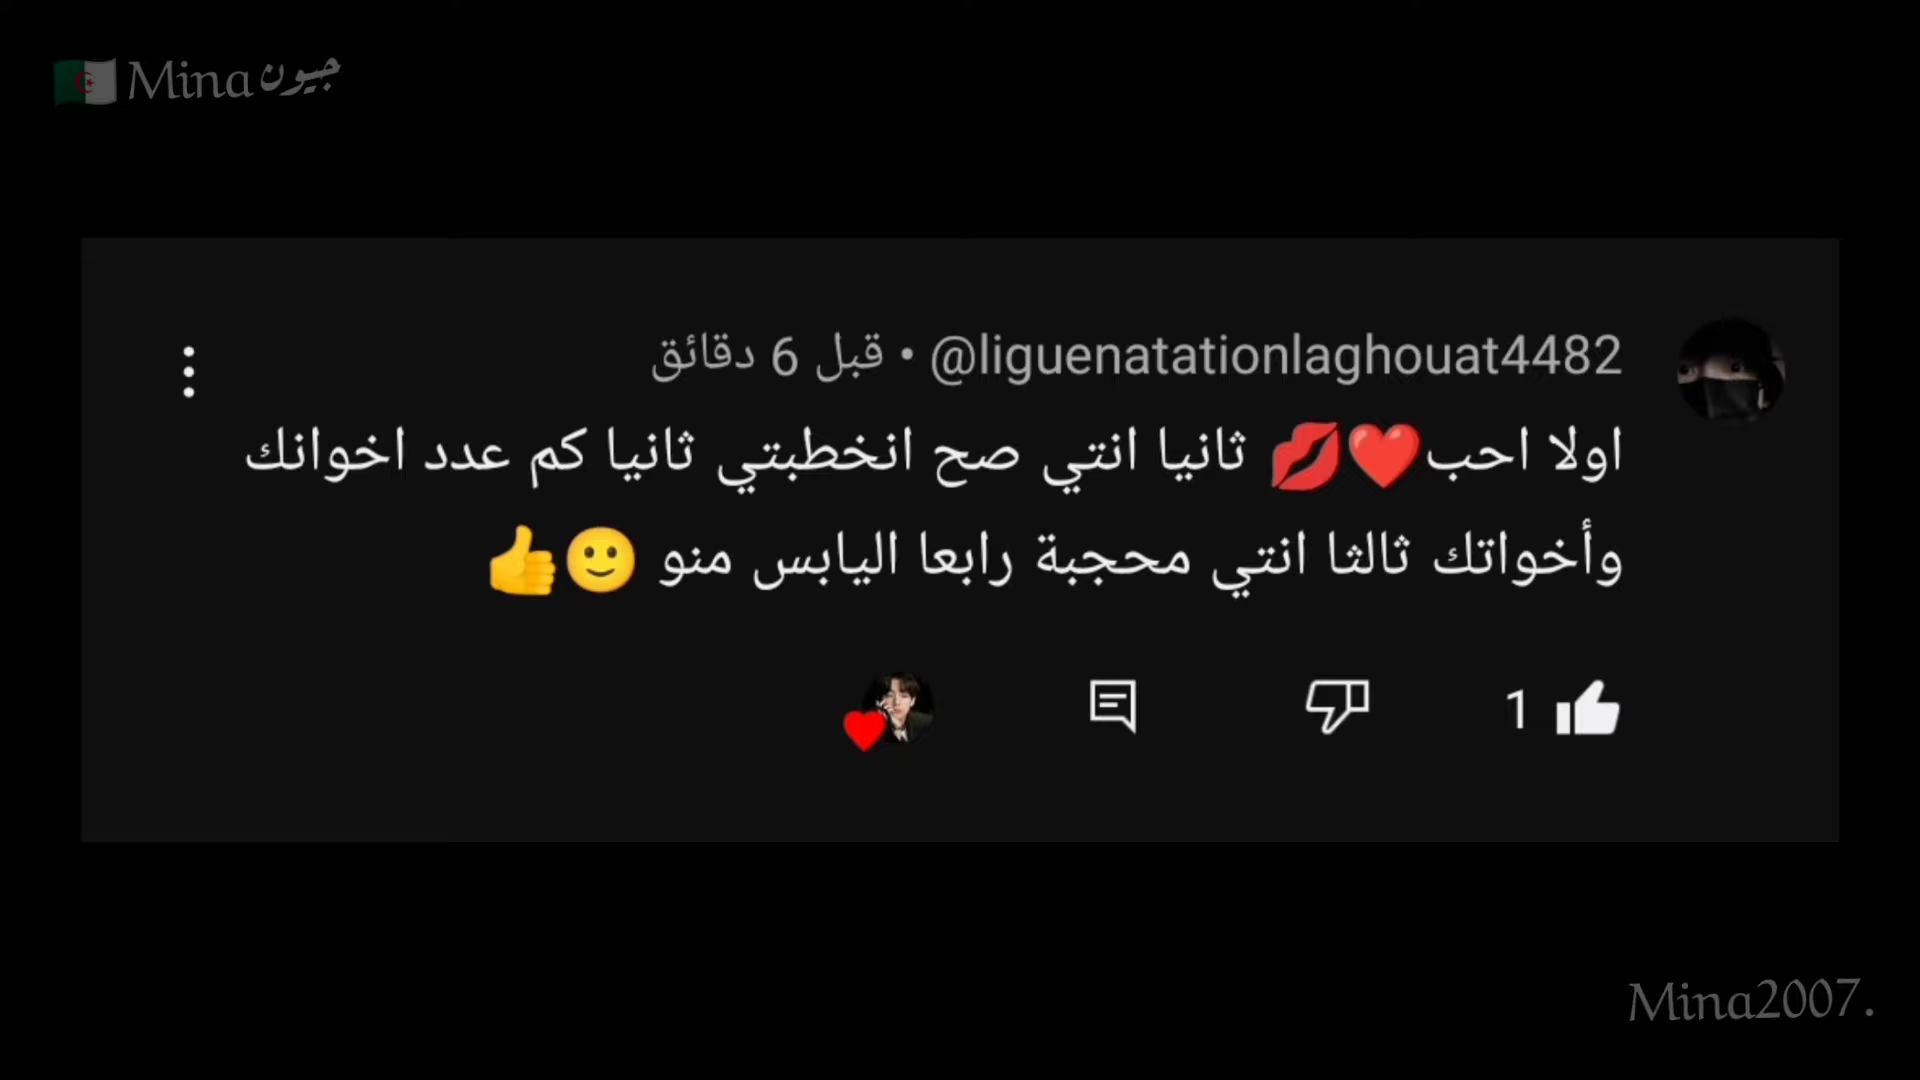 🇩🇿 Mina جيون
@liguenatationlaghouat4482 • قبل 6 دقائق
اولا احب❤️💋 ثانيا انتي صح انخطبتي ثانيا كم عدد اخوانك
وأخواتك ثالثا انتي محجبة رابعا اليابس منو 🙂👍
1
Mina2007.